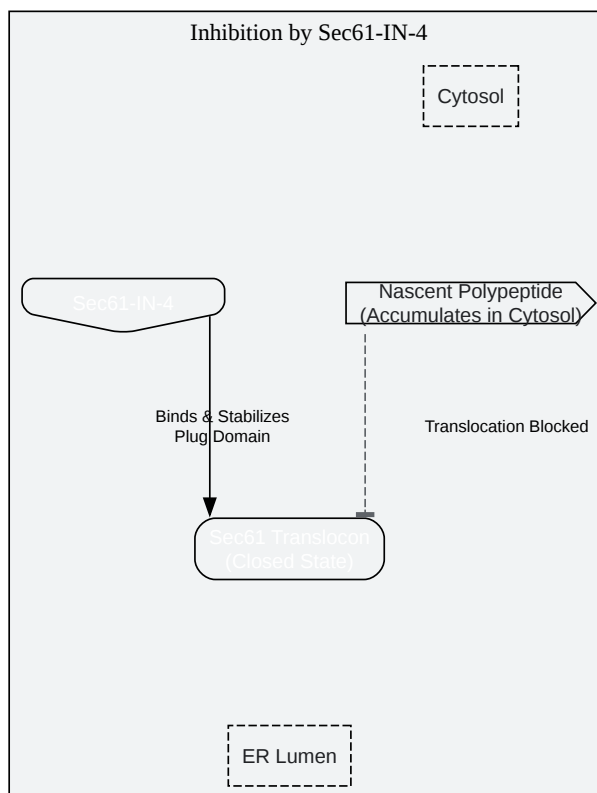 Inhibition by Sec61-IN-4
Cytosol
Sec61-IN-4
Nascent Polypeptide
(Accumulates in Cytosol)
Binds & Stabilizes
Plug Domain
Translocation Blocked
Sec61 Translocon
(Closed State)
ER Lumen